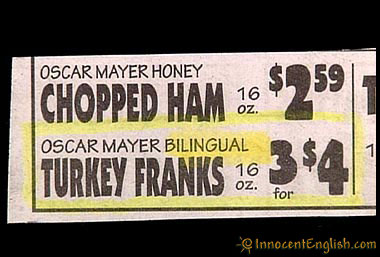 OSCAR MAYER HONEY
CHOPPED HAM 16 oz. $2 59
OSCAR MAYER BILINGUAL
TURKEY FRANKS 16 oz. 3 for $4
InnocentEnglish.com